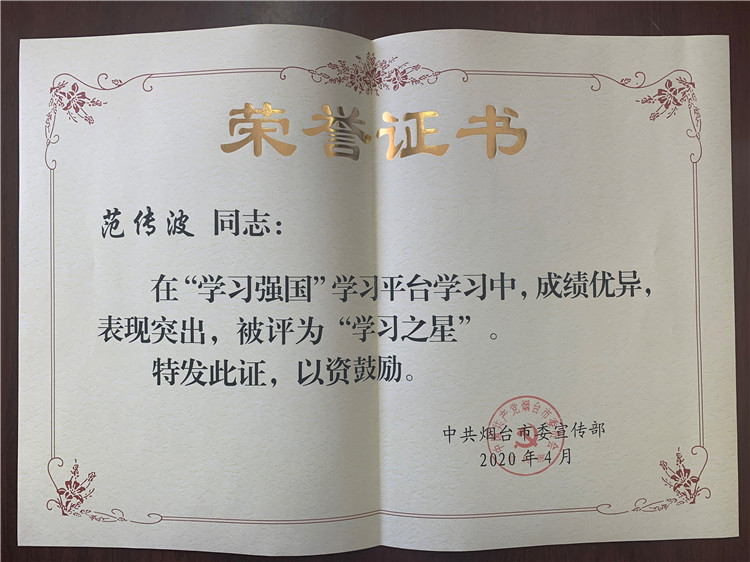 荣誉证书
范传波 同志：
在“学习强国”学习平台学习中，成绩优异，
表现突出，被评为“学习之星”。
特发此证，以资鼓励。
中共烟台市委宣传部
2020年4月